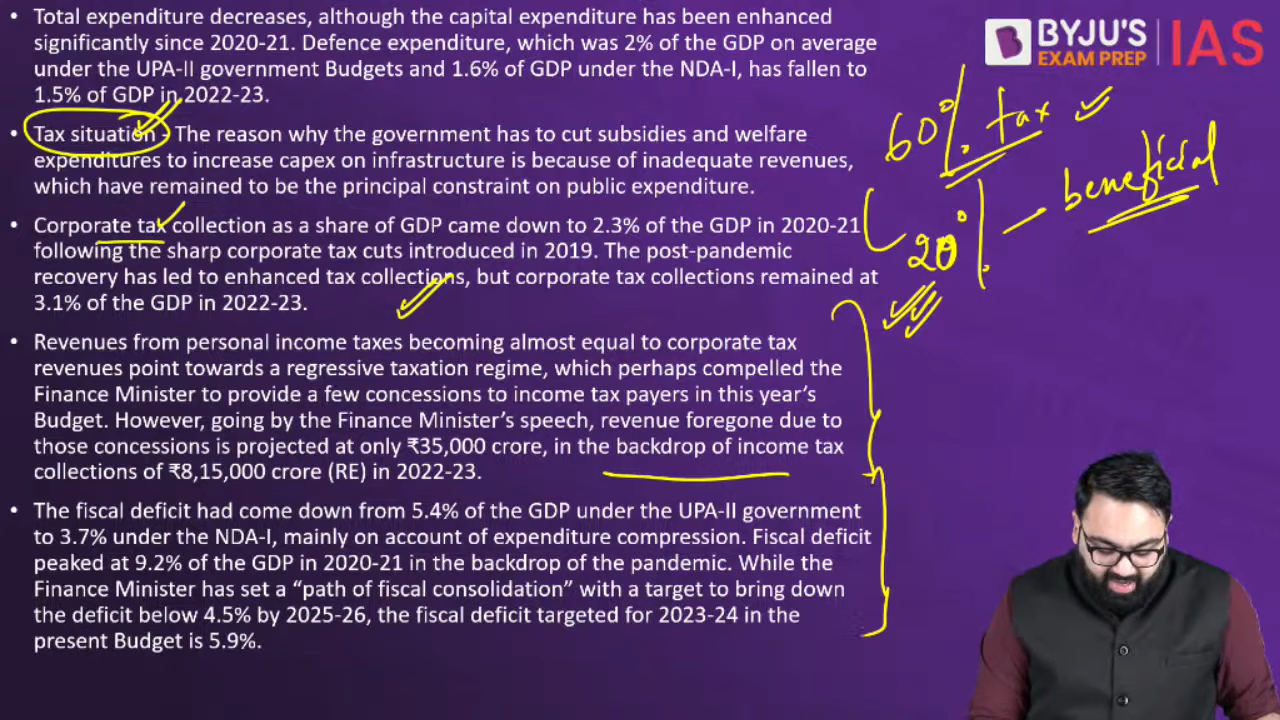 • Total expenditure decreases, although the capital expenditure has been enhanced
significantly since 2020-21. Defence expenditure, which was 2% of the GDP on average
under the UPA-II government Budgets and 1.6% of GDP under the NDA-I, has fallen to
1.5% of GDP in 2022-23.
• Tax situation - The reason why the government has to cut subsidies and welfare
expenditures to increase capex on infrastructure is because of inadequate revenues,
which have remained to be the principal constraint on public expenditure.
• Corporate tax collection as a share of GDP came down to 2.3% of the GDP in 2020-21
following the sharp corporate tax cuts introduced in 2019. The post-pandemic
recovery has led to enhanced tax collections, but corporate tax collections remained at
3.1% of the GDP in 2022-23.
• Revenues from personal income taxes becoming almost equal to corporate tax
revenues point towards a regressive taxation regime, which perhaps compelled the
Finance Minister to provide a few concessions to income tax payers in this year's
Budget. However, going by the Finance Minister's speech, revenue foregone due to
those concessions is projected at only ₹35,000 crore, in the backdrop of income tax
collections of ₹8,15,000 crore (RE) in 2022-23.
• The fiscal deficit had come down from 5.4% of the GDP under the UPA-II government
to 3.7% under the NDA-I, mainly on account of expenditure compression. Fiscal deficit
peaked at 9.2% of the GDP in 2020-21 in the backdrop of the pandemic. While the
Finance Minister has set a "path of fiscal consolidation" with a target to bring down
the deficit below 4.5% by 2025-26, the fiscal deficit targeted for 2023-24 in the
present Budget is 5.9%.
BYJU'S
EXAM PREP
IAS
60% tax
20% — beneficial